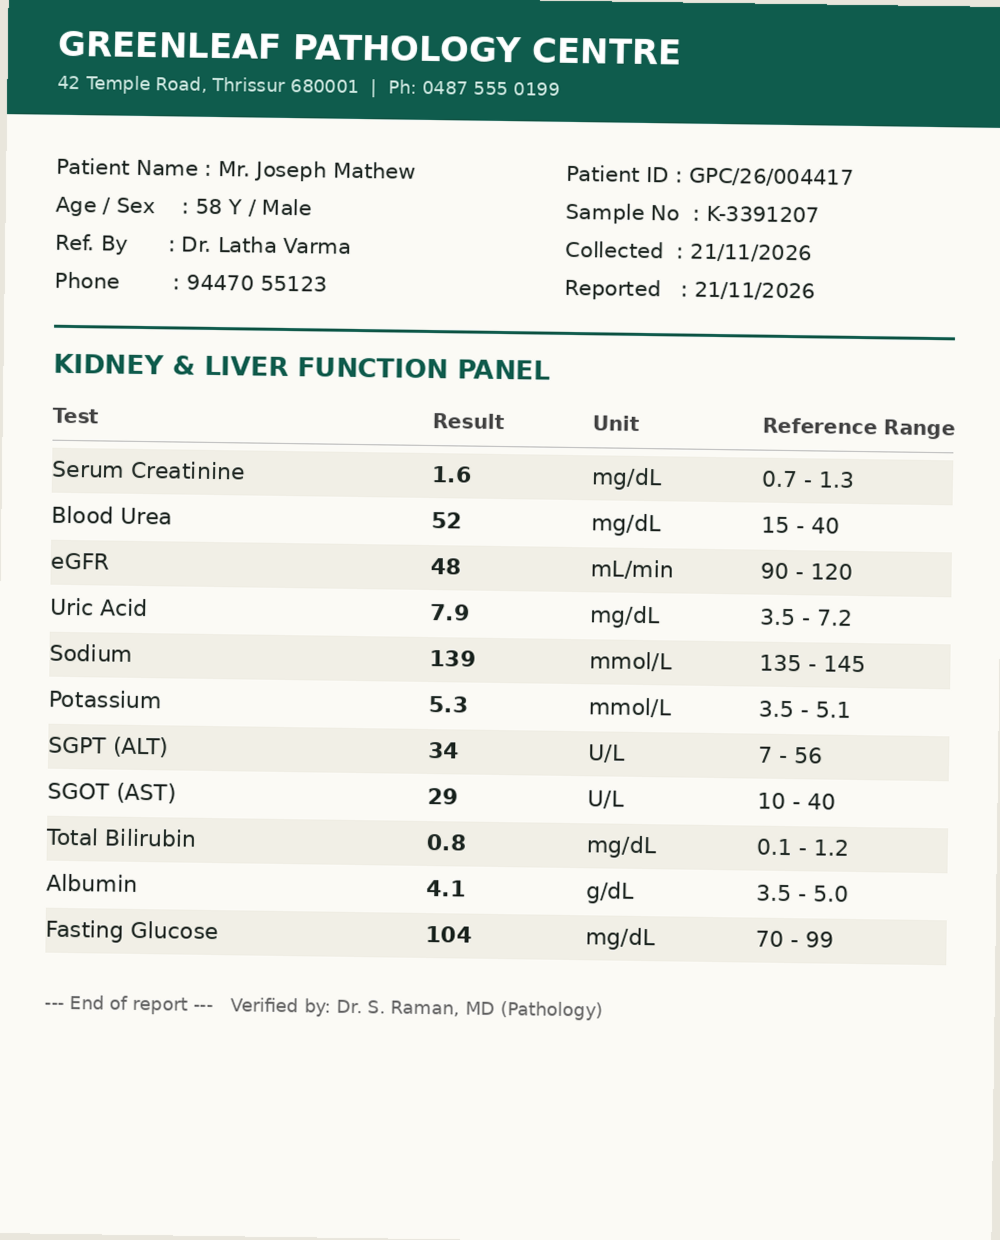 GREENLEAF PATHOLOGY CENTRE
42 Temple Road, Thrissur 680001 | Ph: 0487 555 0199
Patient Name : Mr. Joseph Mathew Patient ID : GPC/26/004417
Age / Sex : 58 Y / Male Sample No : K-3391207
Ref. By : Dr. Latha Varma Collected : 21/11/2026
Phone : 94470 55123 Reported : 21/11/2026
KIDNEY & LIVER FUNCTION PANEL
Test Result Unit Reference Range
Serum Creatinine 1.6 mg/dL 0.7 - 1.3
Blood Urea 52 mg/dL 15 - 40
eGFR 48 mL/min 90 - 120
Uric Acid 7.9 mg/dL 3.5 - 7.2
Sodium 139 mmol/L 135 - 145
Potassium 5.3 mmol/L 3.5 - 5.1
SGPT (ALT) 34 U/L 7 - 56
SGOT (AST) 29 U/L 10 - 40
Total Bilirubin 0.8 mg/dL 0.1 - 1.2
Albumin 4.1 g/dL 3.5 - 5.0
Fasting Glucose 104 mg/dL 70 - 99
--- End of report --- Verified by: Dr. S. Raman, MD (Pathology)